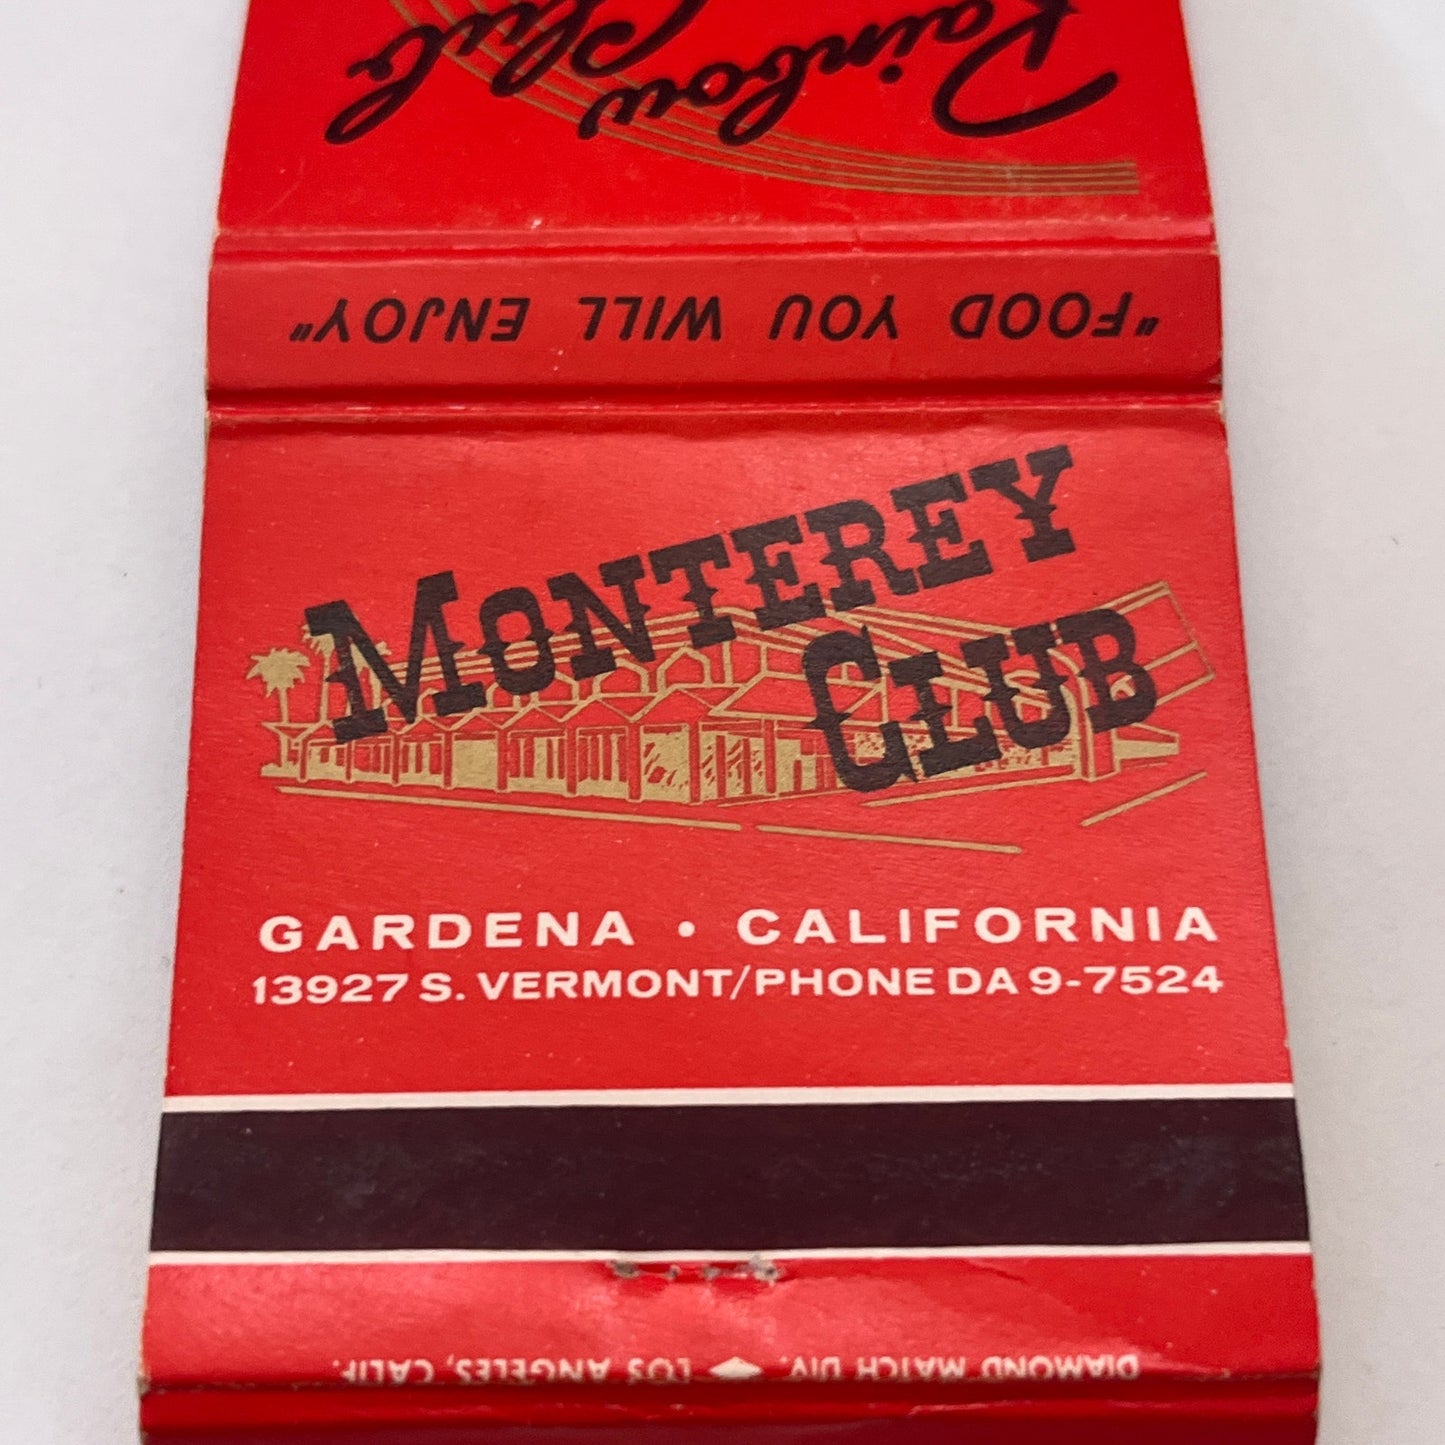 Rainbow
Club
"FOOD YOU WILL ENJOY"
MONTEREY
CLUB
GARDENA • CALIFORNIA
13927 S. VERMONT/PHONE DA 9-7524
DIAMOND MATCH DIV. LOS ANGELES, CALIF.